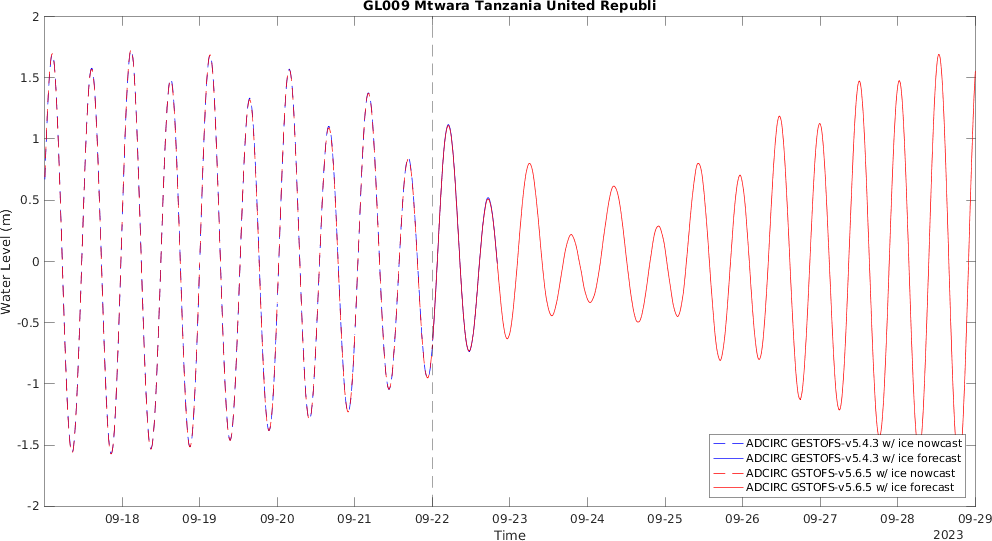 GL009 Mtwara Tanzania United Republi
2
1.5
1
0.5
0
-0.5
-1
-1.5
-2
Water Level (m)
ADCIRC GESTOFS-v5.4.3 w/ ice nowcast
ADCIRC GESTOFS-v5.4.3 w/ ice forecast
ADCIRC GSTOFS-v5.6.5 w/ ice nowcast
ADCIRC GSTOFS-v5.6.5 w/ ice forecast
09-18 09-19 09-20 09-21 09-22 09-23 09-24 09-25 09-26 09-27 09-28 09-29
Time
2023